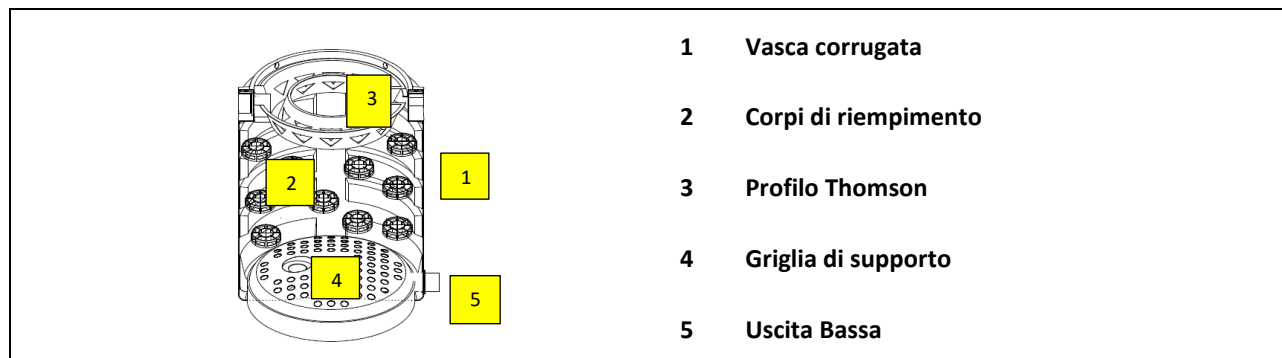 1 Vasca corrugata
2 Corpi di riempimento
3 Profilo Thomson
4 Griglia di supporto
5 Uscita Bassa
3
1
2
4
5